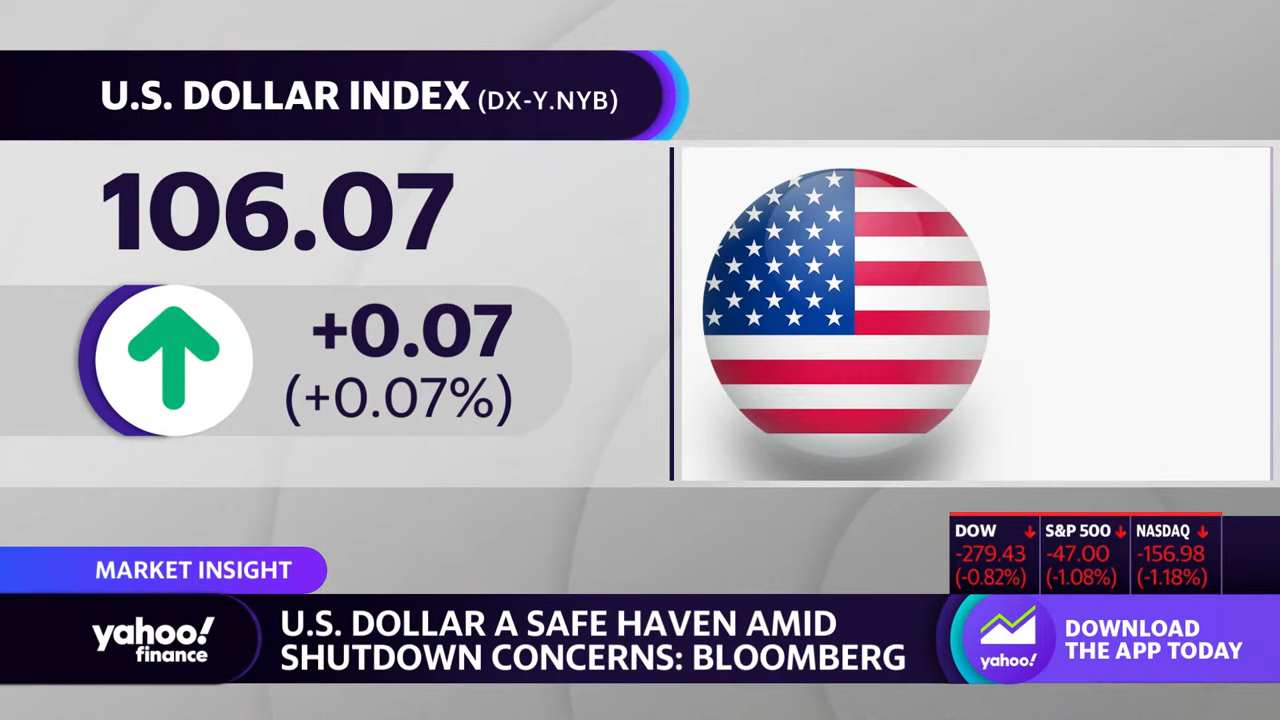 U.S. DOLLAR INDEX (DX-Y.NYB)
106.07
+0.07
(+0.07%)
DOW
-279.43
(-0.82%)
S&P 500
-47.00
(-1.08%)
NASDAQ
-156.98
(-1.18%)
MARKET INSIGHT
yahoo!
finance
U.S. DOLLAR A SAFE HAVEN AMID
SHUTDOWN CONCERNS: BLOOMBERG
yahoo!
DOWNLOAD
THE APP TODAY